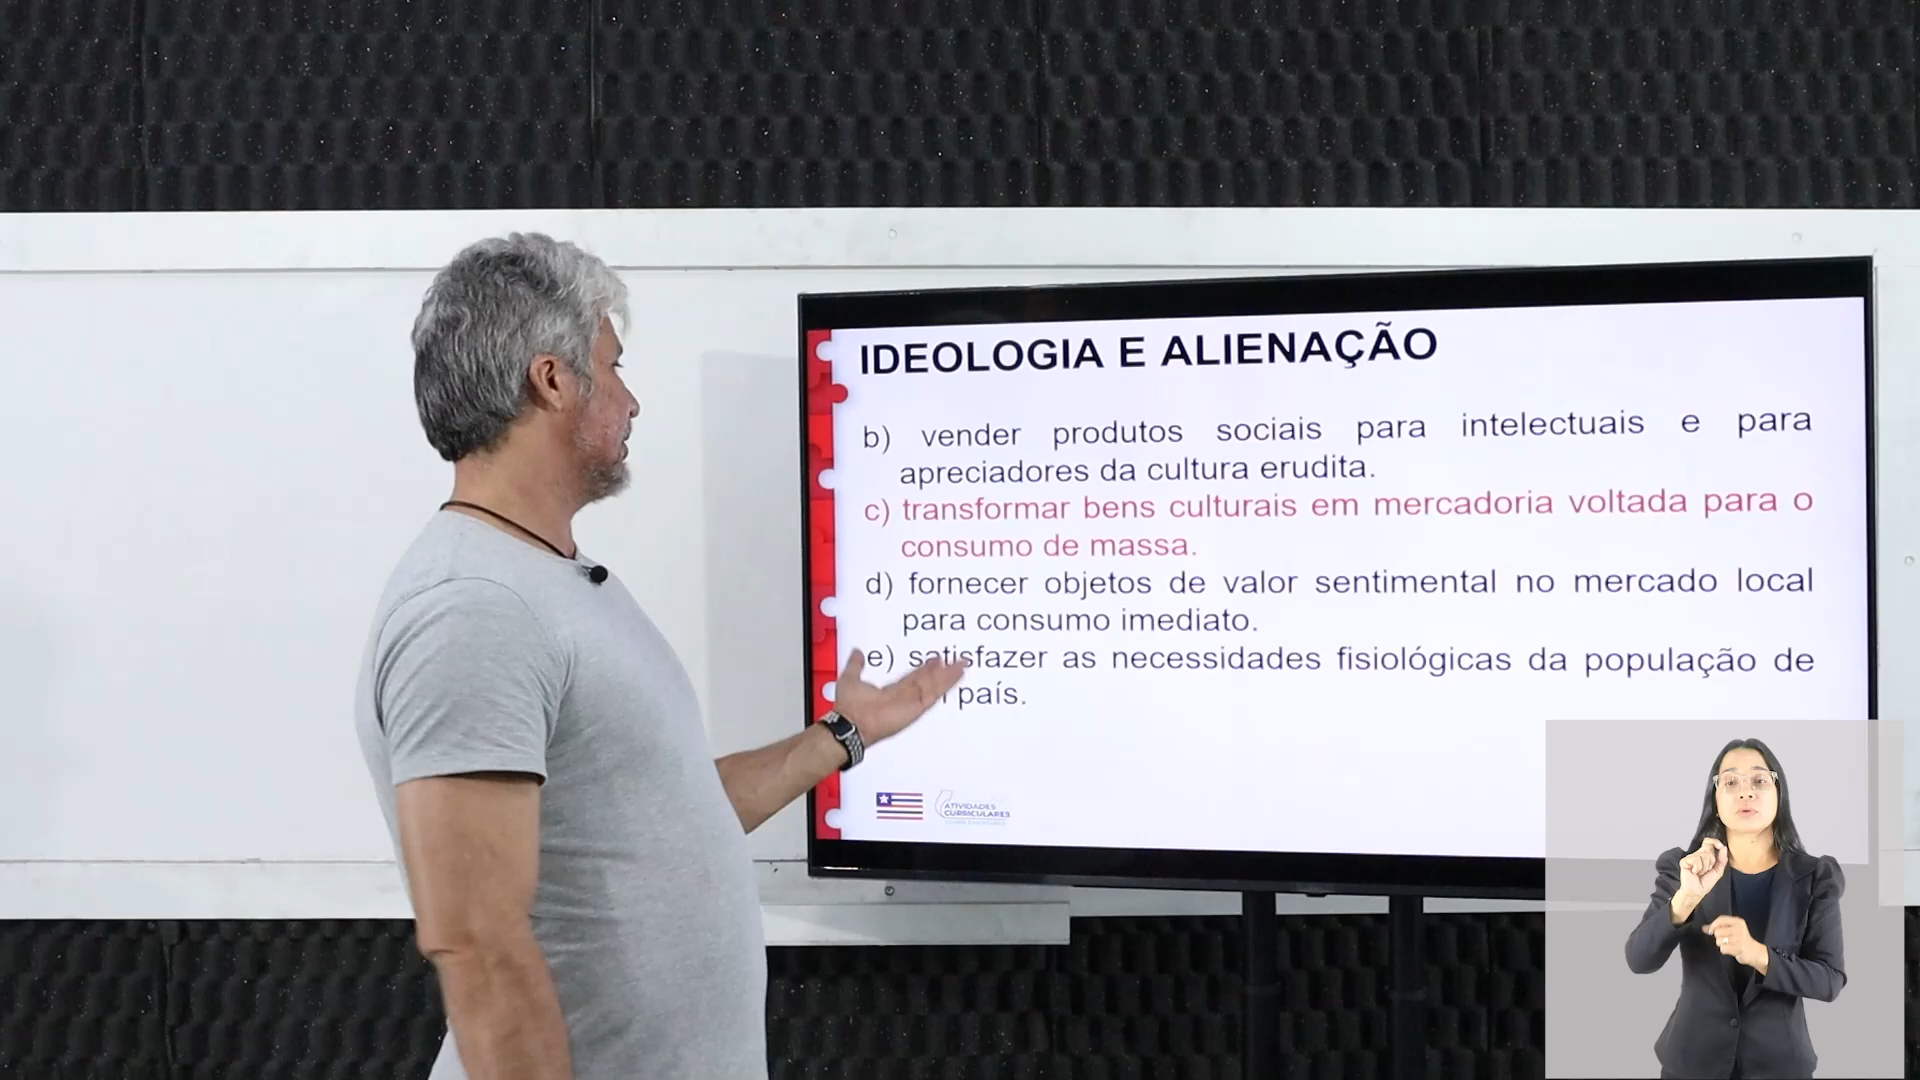 IDEOLOGIA E ALIENAÇÃO
b) vender produtos sociais para intelectuais e para
apreciadores da cultura erudita.
c) transformar bens culturais em mercadoria voltada para o
consumo de massa.
d) fornecer objetos de valor sentimental no mercado local
para consumo imediato.
e) satisfazer as necessidades fisiológicas da população de
país.
ATIVIDADES
CURRICULARES